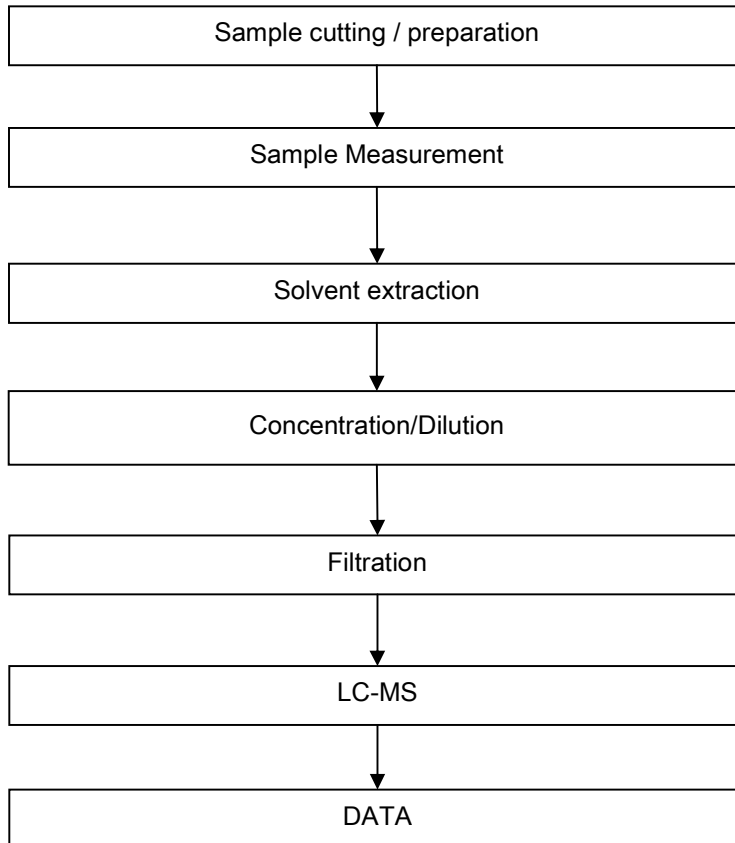 Sample cutting / preparation
Sample Measurement
Solvent extraction
Concentration/Dilution
Filtration
LC-MS
DATA